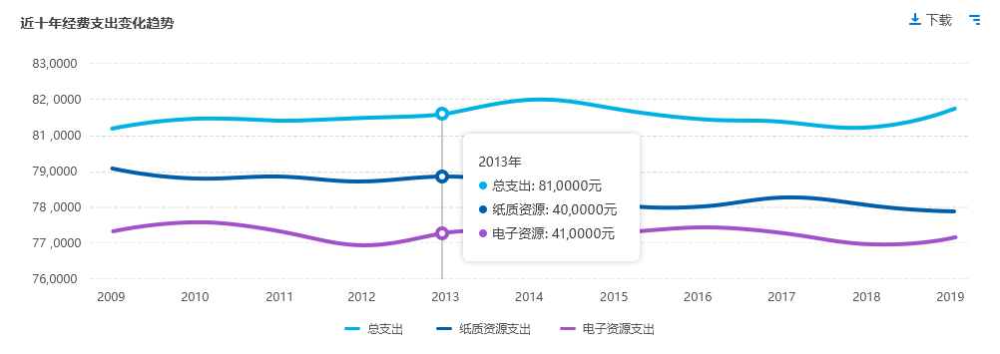 近十年经费支出变化趋势
下载
83,0000
82, 0000
81 ,0000
79,0000
78 ,0000
77,0000
76,0000
2013年
总支出: 81,0000元
纸质资源: 40,0000元
电子资源: 41,0000元
2009 2010 2011 2012 2013 2014 2015 2016 2017 2018 2019
总支出 纸质资源支出 电子资源支出